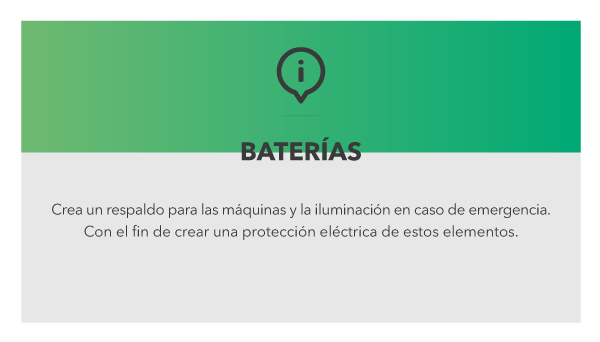 BATERÍAS
Crea un respaldo para las máquinas y la iluminación en caso de emergencia.
Con el fin de crear una protección eléctrica de estos elementos.